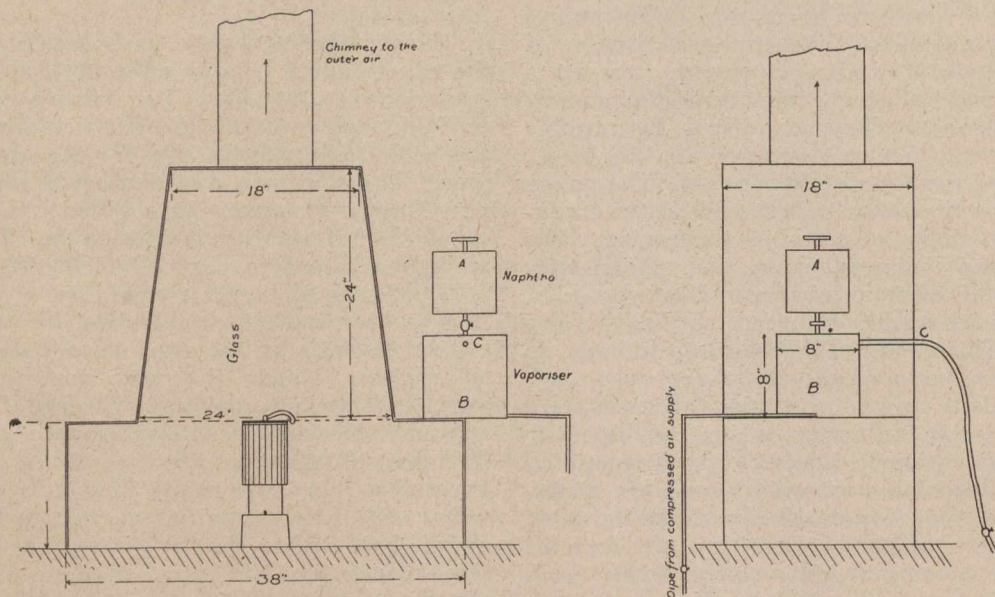 Chimney to the
outer air
18"
24"
Glass
A
Naphtha
C
Vaporiser
B
24"
38"
18"
A
C
8"
8"
B
Pipe from compressed air supply